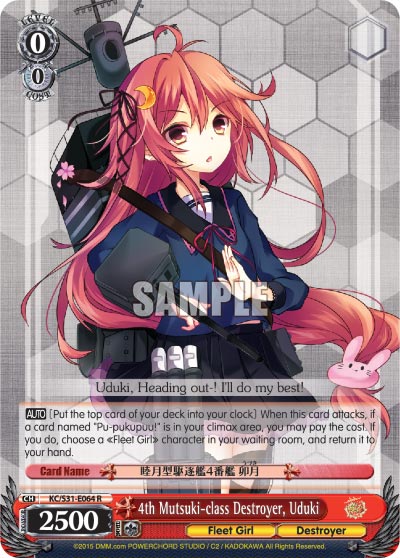 LEVEL
0
0
COST
SAMPLE
Uduki, Heading out-! I'll do my best!
AUTO [Put the top card of your deck into your clock] When this card attacks, if
a card named "Pu-pukupuu!" is in your climax area, you may pay the cost. If
you do, choose a «Fleet Girl» character in your waiting room, and return it to
your hand.
Card Name 睦月型駆逐艦4番艦 卯月
CH KC/S31-E064 R
4th Mutsuki-class Destroyer, Uduki
POWER 2500
Fleet Girl Destroyer
©2015 DMM.com POWERCHORD STUDIO / C2 / KADOKAWA All Rights Reserved.